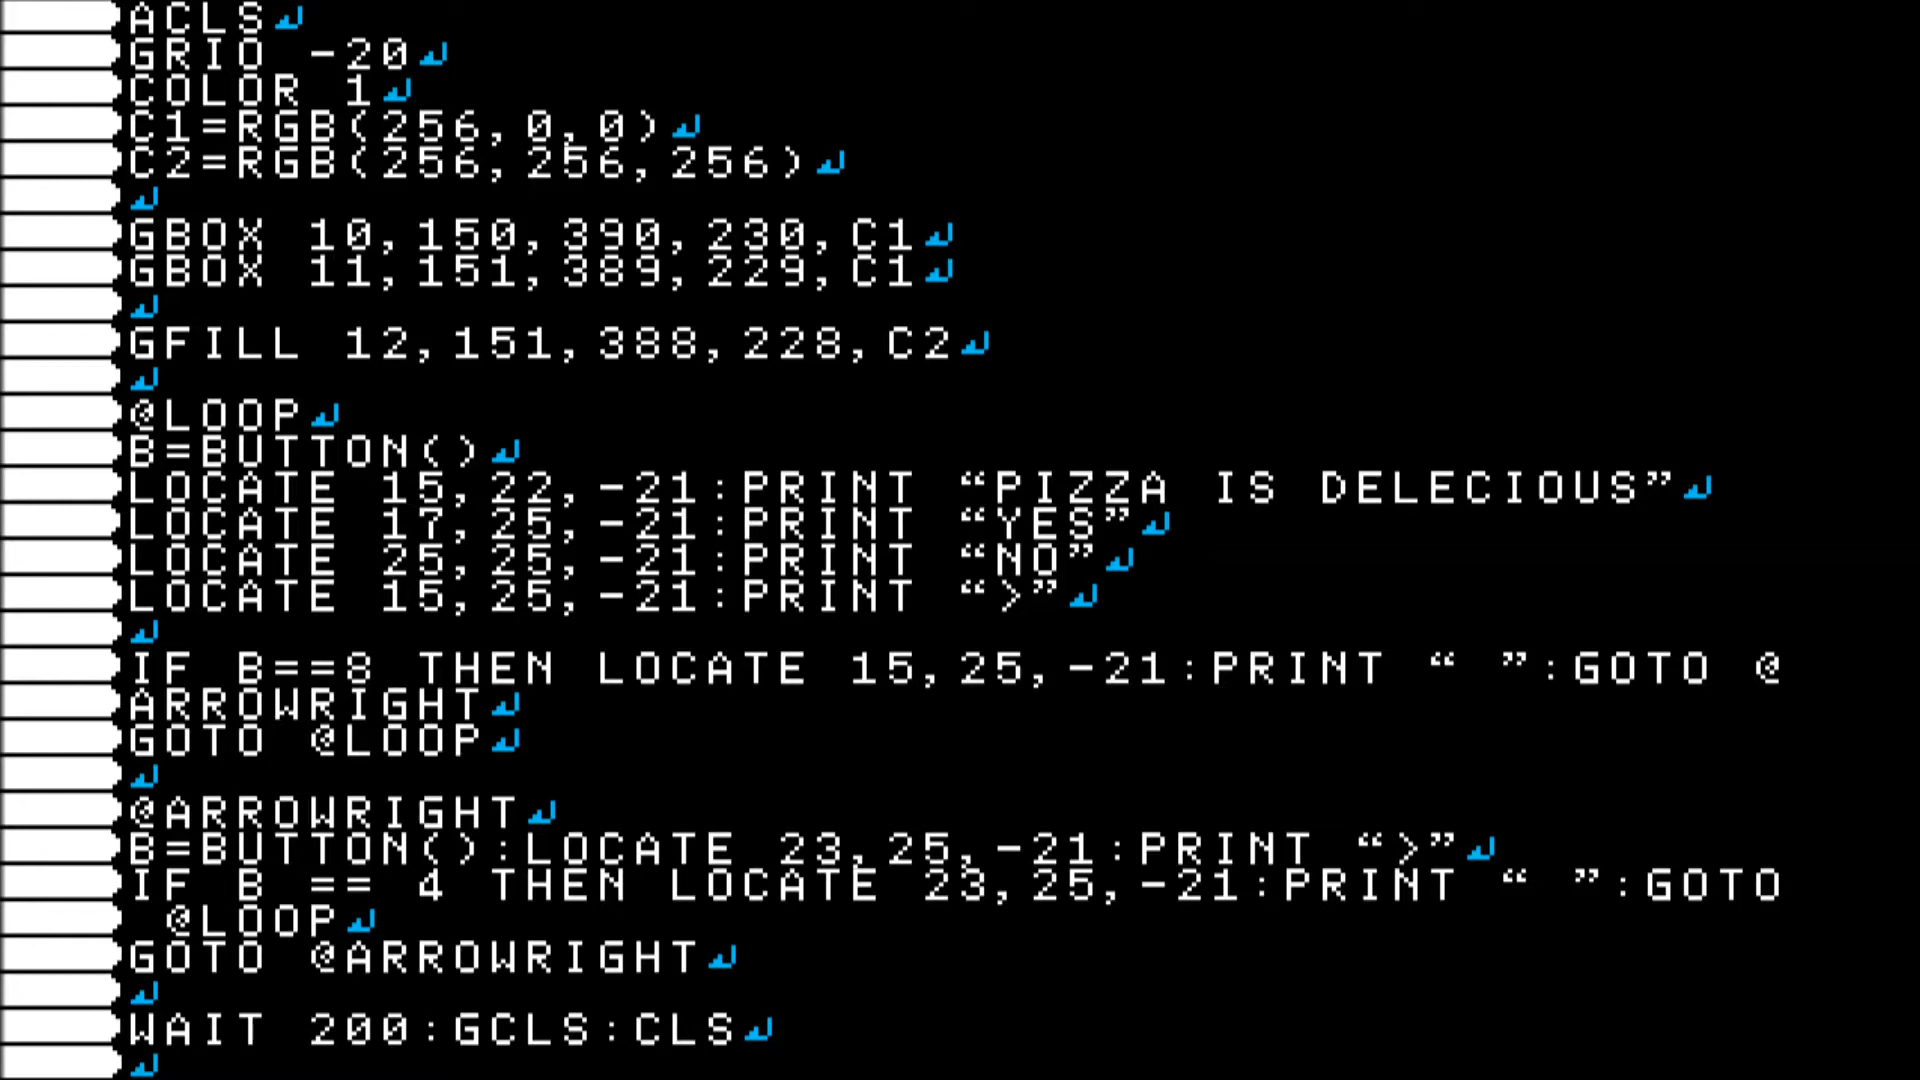 ACLS
GRIO -20
COLOR 1
C1=RGB(256,0,0)
C2=RGB(256,256,256)
GBOX 10,150,390,230,C1
GBOX 11,151,389,229,C1
GFILL 12,151,388,228,C2
@LOOP
B=BUTTON()
LOCATE 15,22,-21:PRINT “PIZZA IS DELECIOUS”
LOCATE 17,25,-21:PRINT “YES”
LOCATE 25,25,-21:PRINT “NO”
LOCATE 15,25,-21:PRINT “>”
IF B==8 THEN LOCATE 15,25,-21:PRINT “ ”:GOTO @
ARROWRIGHT
GOTO @LOOP
@ARROWRIGHT
B=BUTTON():LOCATE 23,25,-21:PRINT “>”
IF B == 4 THEN LOCATE 23,25,-21:PRINT “ ”:GOTO
@LOOP
GOTO @ARROWRIGHT
WAIT 200:GCLS:CLS